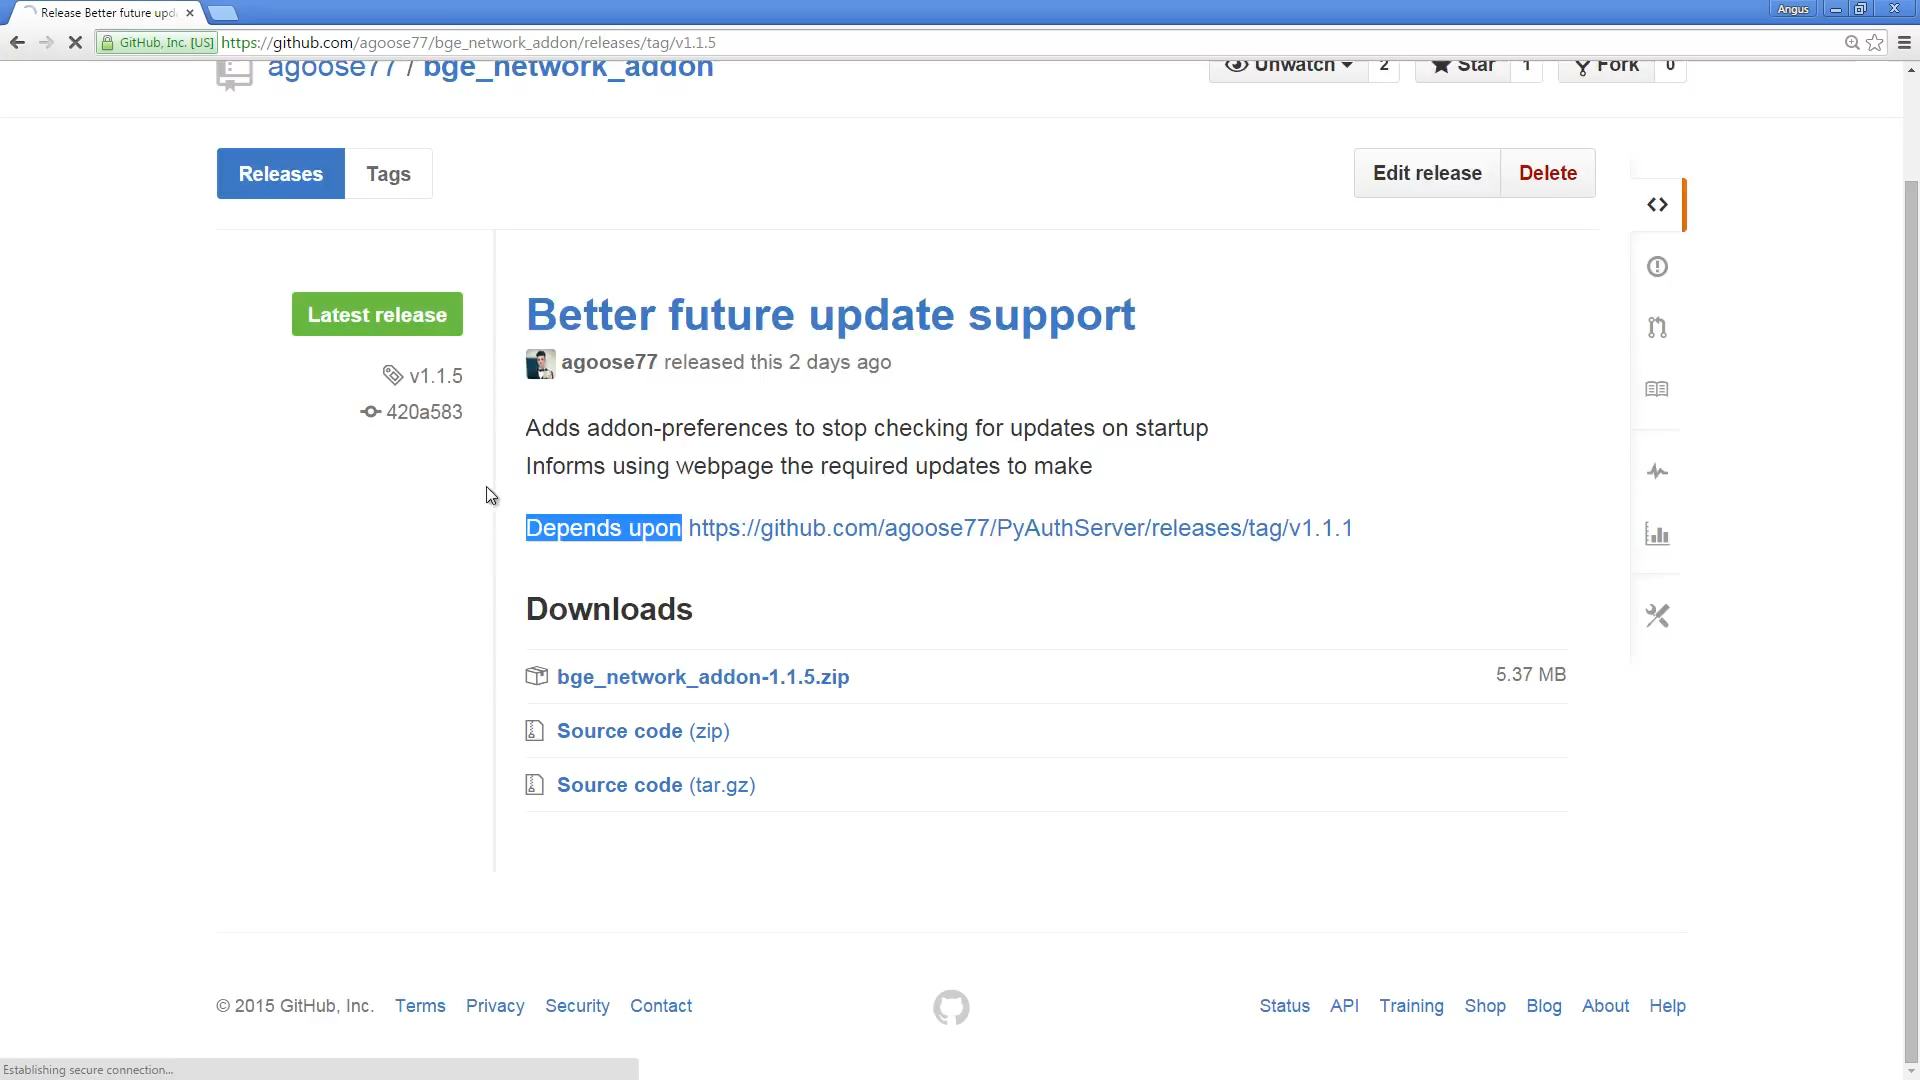 Release Better future upd
Angus
GitHub, Inc. [US] https://github.com/agoose77/bge_network_addon/releases/tag/v1.1.5
agoose77 / bge_network_addon
Unwatch 2 Star 1 Fork 0
Releases Tags
Edit release Delete
Latest release
v1.1.5
420a583
Better future update support
agoose77 released this 2 days ago
Adds addon-preferences to stop checking for updates on startup
Informs using webpage the required updates to make
Depends upon https://github.com/agoose77/PyAuthServer/releases/tag/v1.1.1
Downloads
bge_network_addon-1.1.5.zip 5.37 MB
Source code (zip)
Source code (tar.gz)
© 2015 GitHub, Inc. Terms Privacy Security Contact
Status API Training Shop Blog About Help
Establishing secure connection...